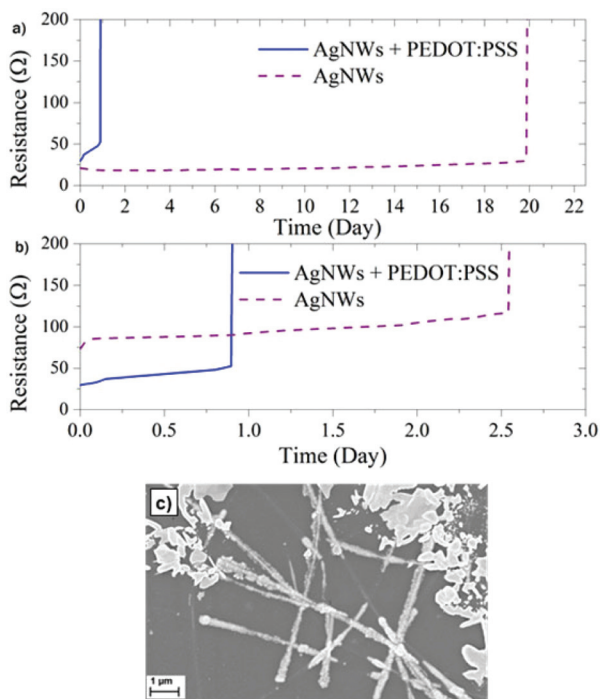 a)
200
150
100
50
0
Resistance (Ω)
AgNWs + PEDOT:PSS
AgNWs
0 2 4 6 8 10 12 14 16 18 20 22
Time (Day)
b)
200
150
100
50
0
Resistance (Ω)
AgNWs + PEDOT:PSS
AgNWs
0.0 0.5 1.0 1.5 2.0 2.5 3.0
Time (Day)
c)
1 µm